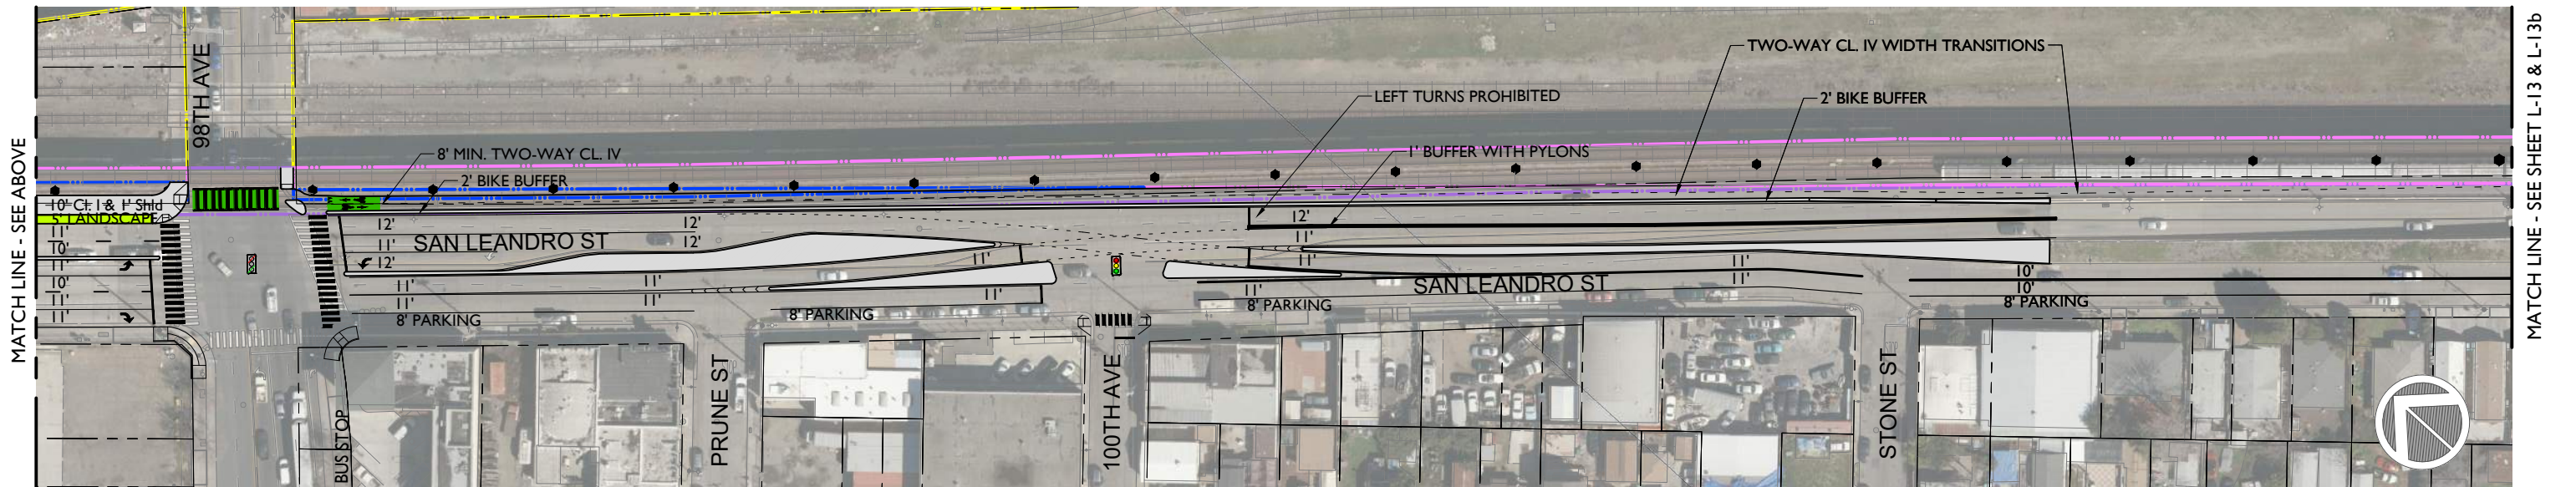 MATCH LINE - SEE ABOVE
98TH AVE
TWO-WAY CL. IV WIDTH TRANSITIONS
LEFT TURNS PROHIBITED
2' BIKE BUFFER
8' MIN. TWO-WAY CL. IV
1' BUFFER WITH PYLONS
2' BIKE BUFFER
10' Cl. I & 1' Shld
5' LANDSCAPE
11'
10'
11'
10'
11'
12'
11'
12'
SAN LEANDRO ST
12'
12'
11'
11'
11'
11'
11'
11'
8' PARKING
8' PARKING
12'
11'
11'
11'
8' PARKING
SAN LEANDRO ST
11'
11'
10'
10'
8' PARKING
BUS STOP
PRUNE ST
100TH AVE
STONE ST
MATCH LINE - SEE SHEET L-13 & L-13b